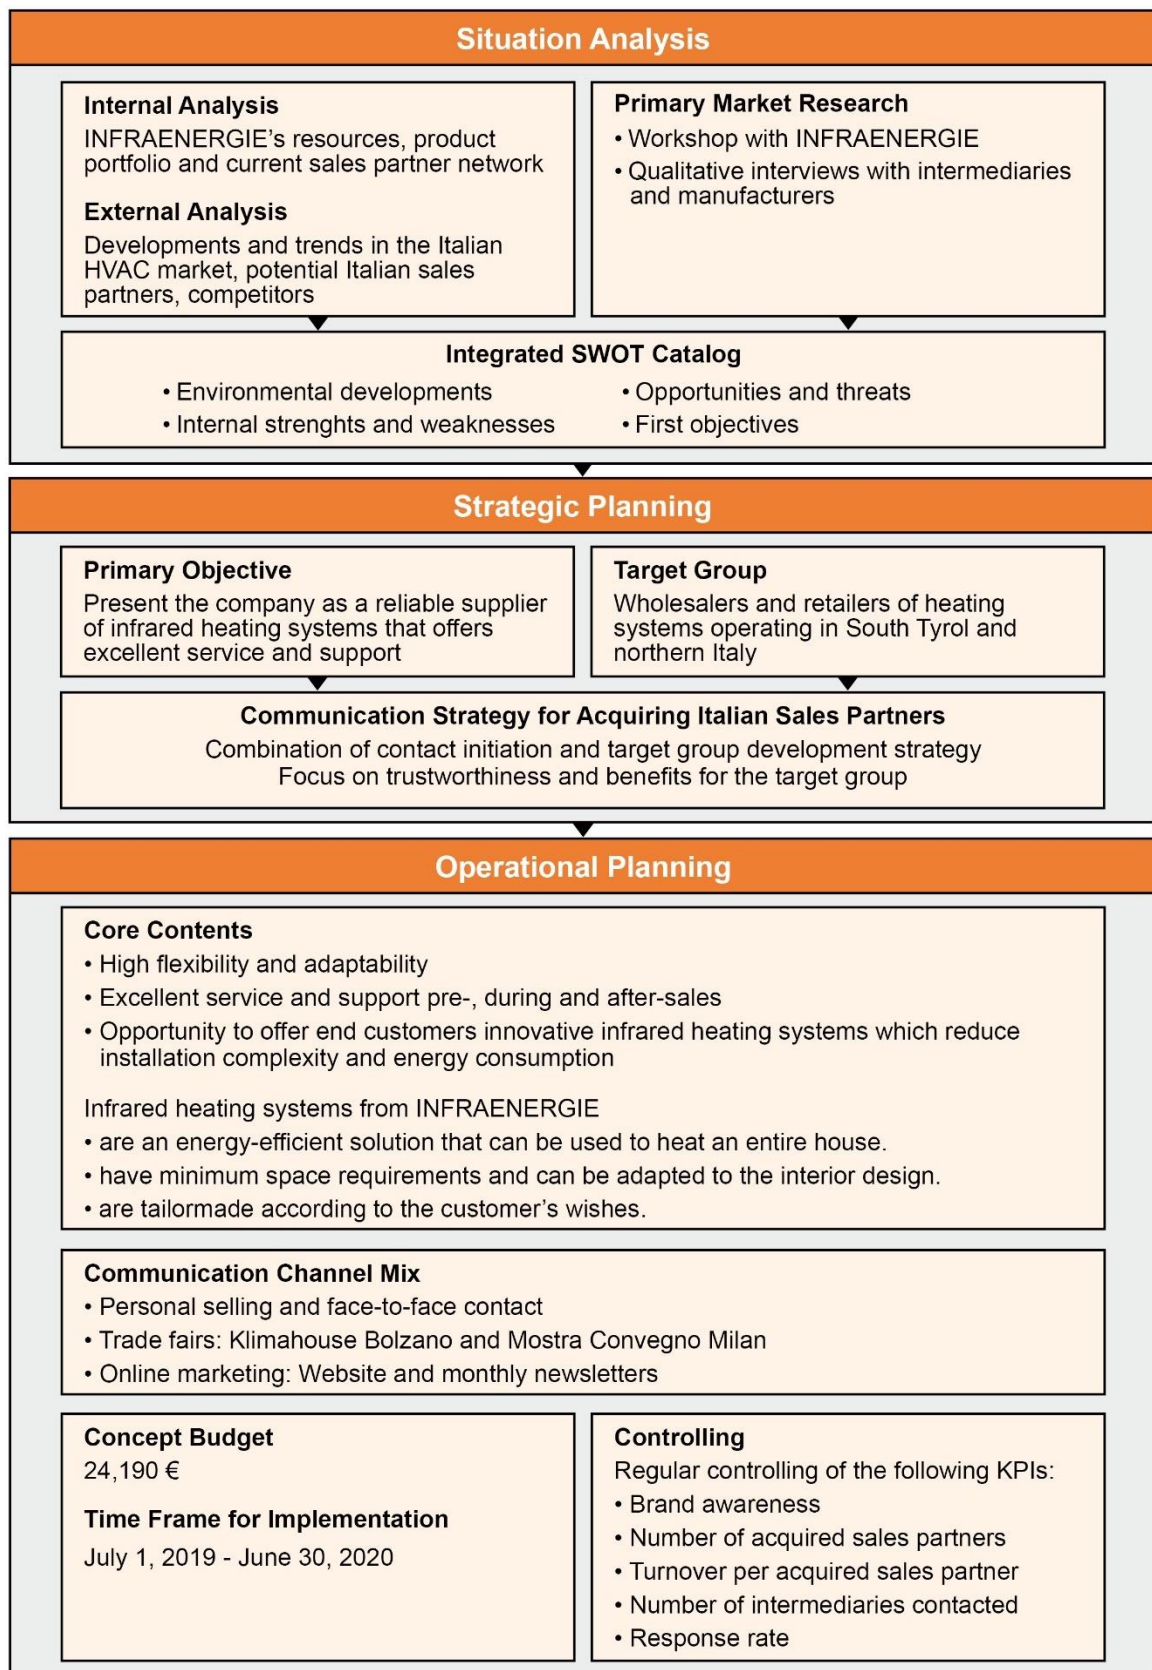 Situation Analysis
Internal Analysis
INFRAENERGIE's resources, product
portfolio and current sales partner network
External Analysis
Developments and trends in the Italian
HVAC market, potential Italian sales
partners, competitors
Primary Market Research
• Workshop with INFRAENERGIE
• Qualitative interviews with intermediaries
and manufacturers
Integrated SWOT Catalog
• Environmental developments
• Internal strenghts and weaknesses
• Opportunities and threats
• First objectives
Strategic Planning
Primary Objective
Present the company as a reliable supplier
of infrared heating systems that offers
excellent service and support
Target Group
Wholesalers and retailers of heating
systems operating in South Tyrol and
northern Italy
Communication Strategy for Acquiring Italian Sales Partners
Combination of contact initiation and target group development strategy
Focus on trustworthiness and benefits for the target group
Operational Planning
Core Contents
• High flexibility and adaptability
• Excellent service and support pre-, during and after-sales
• Opportunity to offer end customers innovative infrared heating systems which reduce
installation complexity and energy consumption
Infrared heating systems from INFRAENERGIE
• are an energy-efficient solution that can be used to heat an entire house.
• have minimum space requirements and can be adapted to the interior design.
• are tailormade according to the customer's wishes.
Communication Channel Mix
• Personal selling and face-to-face contact
• Trade fairs: Klimahouse Bolzano and Mostra Convegno Milan
• Online marketing: Website and monthly newsletters
Concept Budget
24,190 €
Time Frame for Implementation
July 1, 2019 - June 30, 2020
Controlling
Regular controlling of the following KPIs:
• Brand awareness
• Number of acquired sales partners
• Turnover per acquired sales partner
• Number of intermediaries contacted
• Response rate